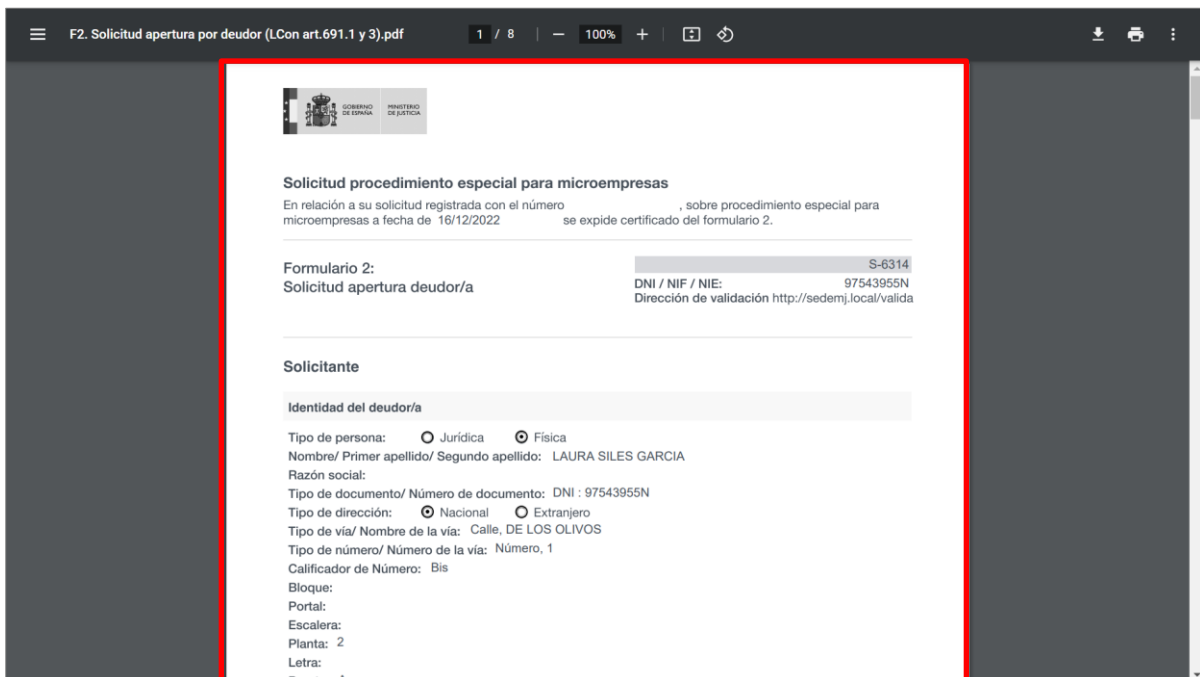 F2. Solicitud apertura por deudor (LCon art.691.1 y 3).pdf 1 / 8 | — 100% + |
GOBIERNO DE ESPAÑA MINISTERIO DE JUSTICIA
Solicitud procedimiento especial para microempresas
En relación a su solicitud registrada con el número , sobre procedimiento especial para
microempresas a fecha de 16/12/2022 se expide certificado del formulario 2.
S-6314
Formulario 2:
Solicitud apertura deudor/a
DNI / NIF / NIE: 97543955N
Dirección de validación http://sedemj.local/valida
Solicitante
Identidad del deudor/a
Tipo de persona: Jurídica Física
Nombre/ Primer apellido/ Segundo apellido: LAURA SILES GARCIA
Razón social:
Tipo de documento/ Número de documento: DNI : 97543955N
Tipo de dirección: Nacional Extranjero
Tipo de vía/ Nombre de la vía: Calle, DE LOS OLIVOS
Tipo de número/ Número de la vía: Número, 1
Calificador de Número: Bis
Bloque:
Portal:
Escalera:
Planta: 2
Letra: